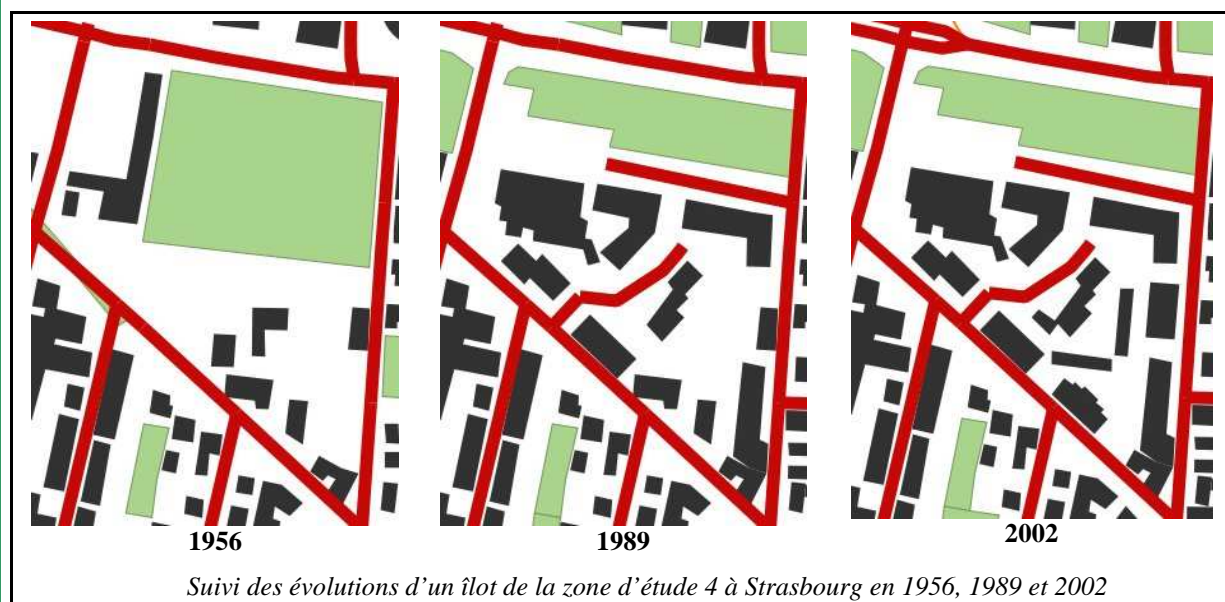 1956
1989
2002
Suivi des évolutions d'un îlot de la zone d'étude 4 à Strasbourg en 1956, 1989 et 2002